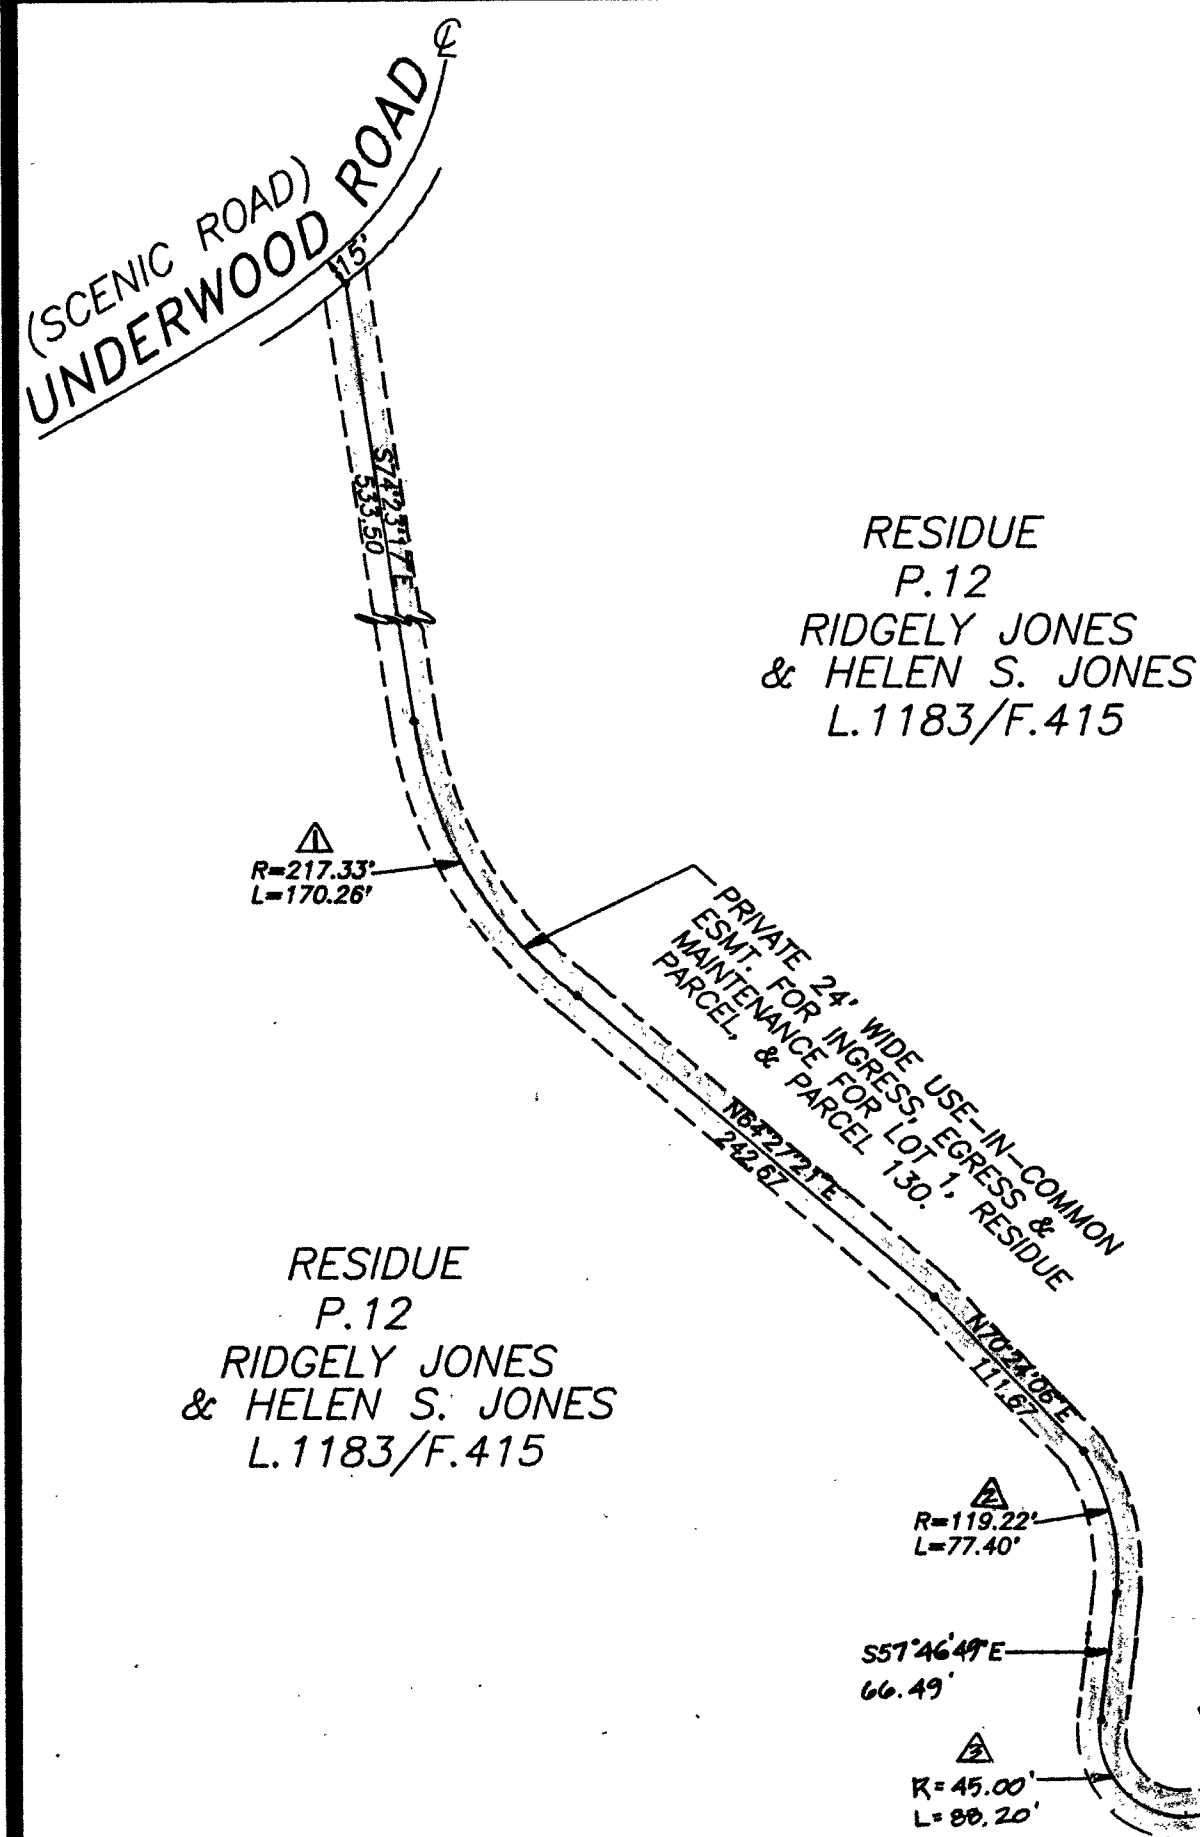 ℄
(SCENIC ROAD)
UNDERWOOD ROAD
15'
S74°23'17"E
533.50
RESIDUE
P.12
RIDGELY JONES
& HELEN S. JONES
L.1183/F.415
1
R=217.33'
L=170.26'
PRIVATE 24' WIDE USE-IN-COMMON
ESMT. FOR INGRESS, EGRESS &
MAINTENANCE FOR LOT 1, RESIDUE
PARCEL, & PARCEL 130.
N64°27'21"E
242.67
RESIDUE
P.12
RIDGELY JONES
& HELEN S. JONES
L.1183/F.415
N70°24'06"E
111.67
2
R=119.22'
L=77.40'
S57°46'49"E
66.49'
3
R=45.00'
L=88.20'